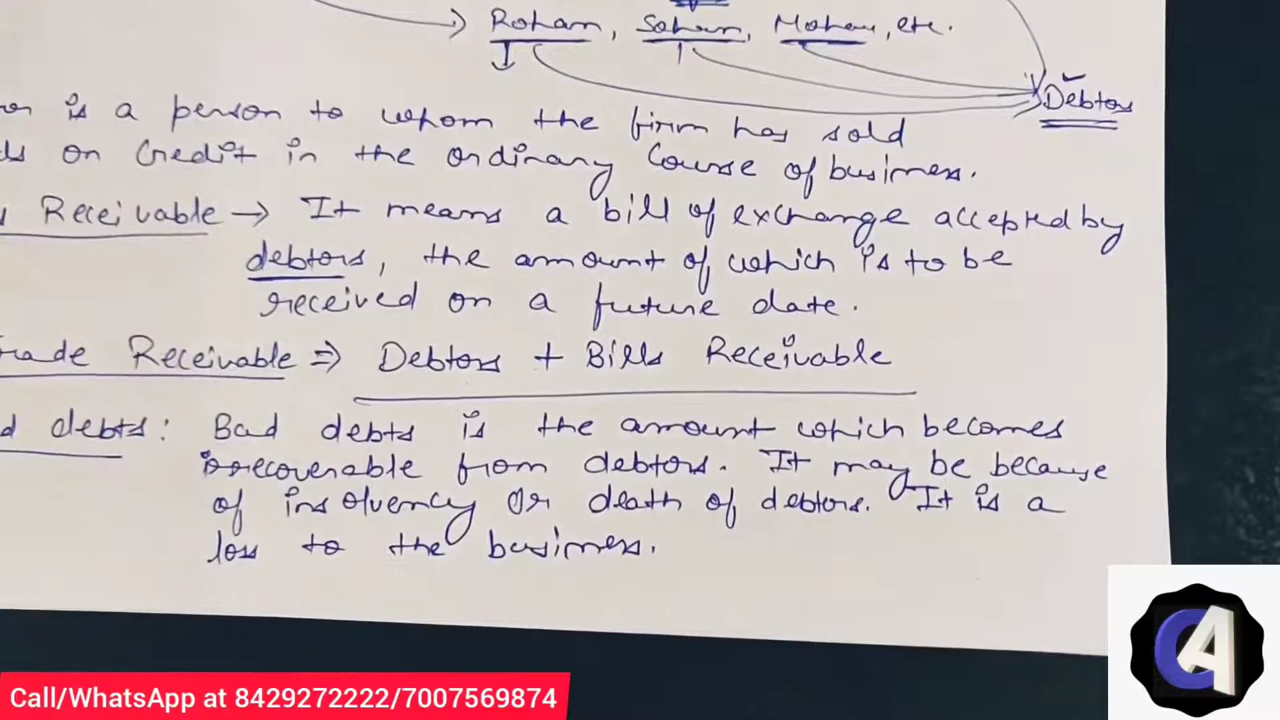 Rohan, Sohan, Mohan, etc.
Debtors
is a person to whom the firm has sold
on Credit in the ordinary Course of business.
Receivable → It means a bill of exchange accepted by
debtors, the amount of which is to be
received on a future date.
rade Receivable ⇒ Debtors + Bills Receivable
d debts: Bad debts is the amount which becomes
irrecoverable from debtors. It may be because
of insolvency or death of debtors. It is a
loss to the business.
CA
Call/WhatsApp at 8429272222/7007569874